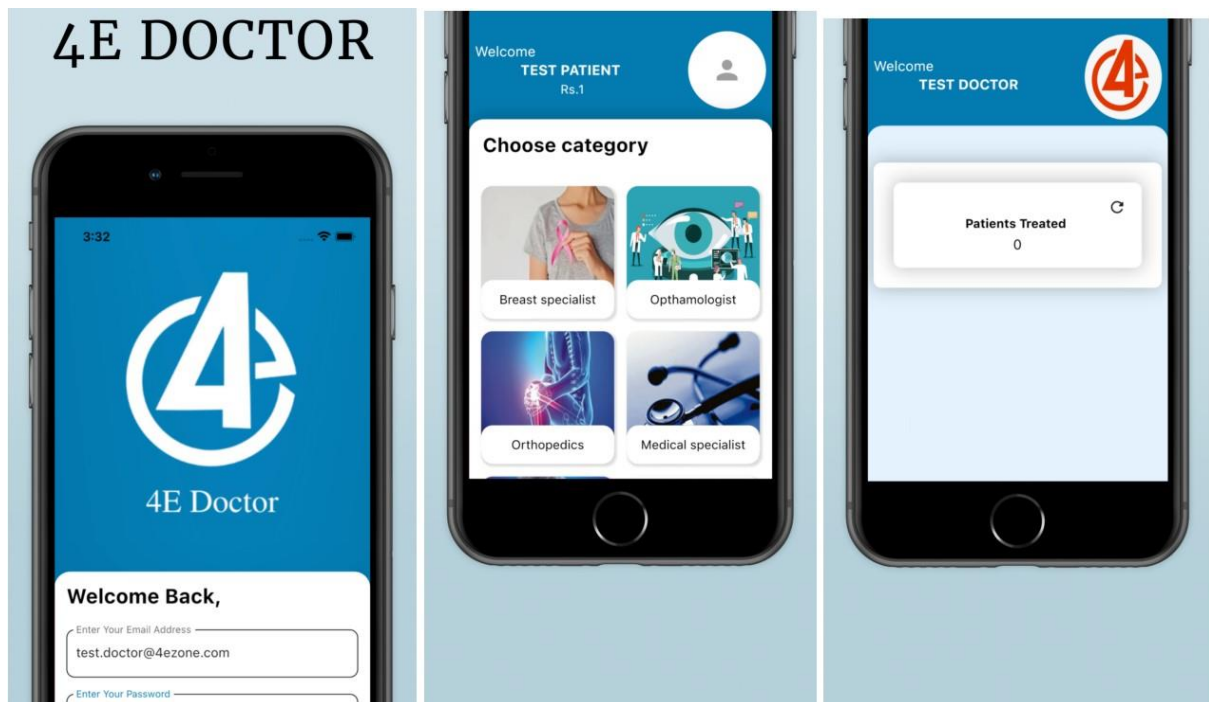 4E DOCTOR
3:32
4e
4E Doctor
Welcome Back,
Enter Your Email Address
test.doctor@4ezone.com
Enter Your Password
Welcome
TEST PATIENT
Rs.1
Choose category
Breast specialist
Opthamologist
Orthopedics
Medical specialist
Welcome
TEST DOCTOR
4e
Patients Treated
0